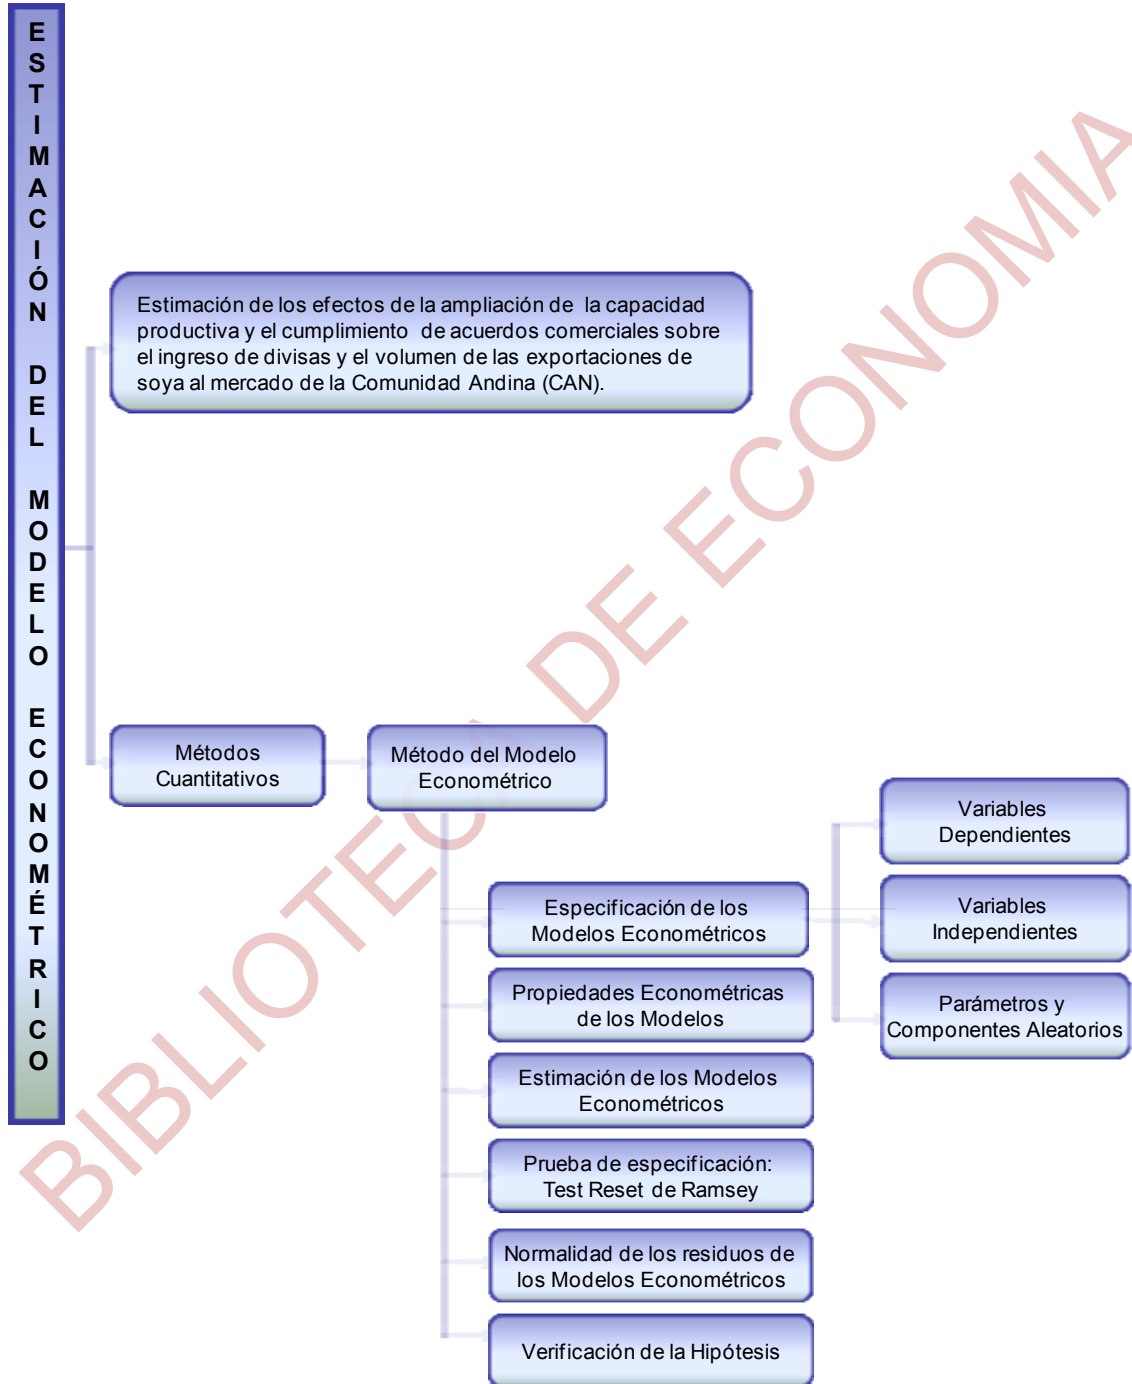 ESTIMACIÓN DEL MODELO ECONOMÉTRICO
Estimación de los efectos de la ampliación de la capacidad
productiva y el cumplimiento de acuerdos comerciales sobre
el ingreso de divisas y el volumen de las exportaciones de
soya al mercado de la Comunidad Andina (CAN).
Métodos
Cuantitativos
Método del Modelo
Econométrico
Especificación de los
Modelos Econométricos
Variables
Dependientes
Variables
Independientes
Parámetros y
Componentes Aleatorios
Propiedades Econométricas
de los Modelos
Estimación de los Modelos
Econométricos
Prueba de especificación:
Test Reset de Ramsey
Normalidad de los residuos de
los Modelos Econométricos
Verificación de la Hipótesis
BIBLIOTECA DE ECONOMIA